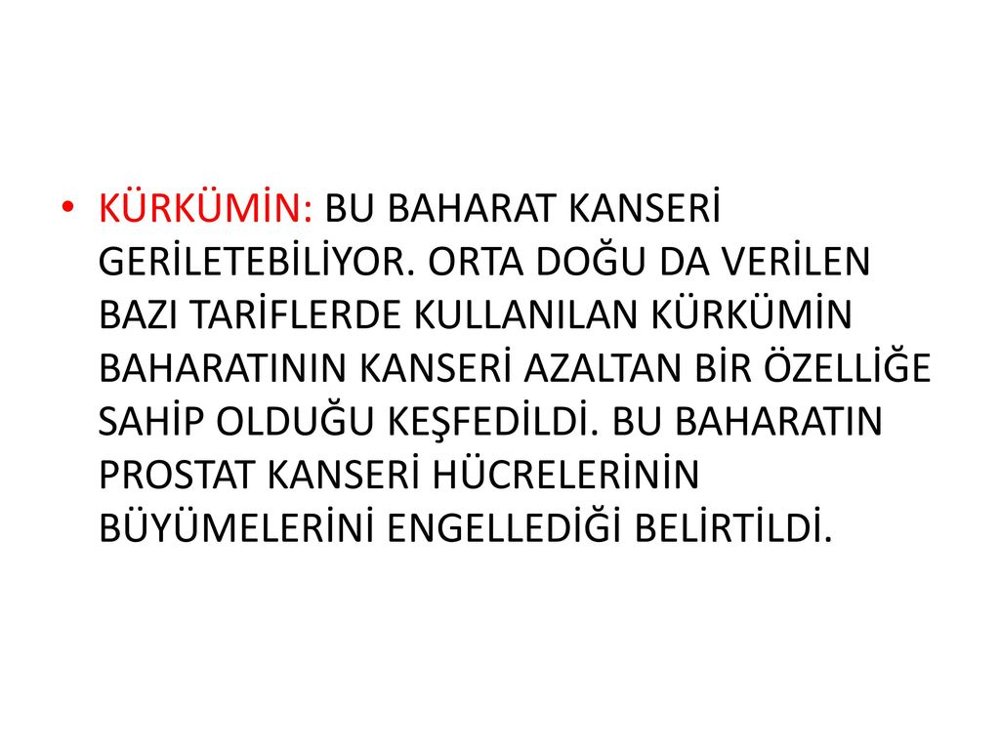 • KÜRKÜMİN: BU BAHARAT KANSERİ
GERİLETEBİLİYOR. ORTA DOĞU DA VERİLEN
BAZI TARİFLERDE KULLANILAN KÜRKÜMİN
BAHARATININ KANSERİ AZALTAN BİR ÖZELLİĞE
SAHİP OLDUĞU KEŞFEDİLDİ. BU BAHARATIN
PROSTAT KANSERİ HÜCRELERİNİN
BÜYÜMELERİNİ ENGELLEDİĞİ BELİRTİLDİ.